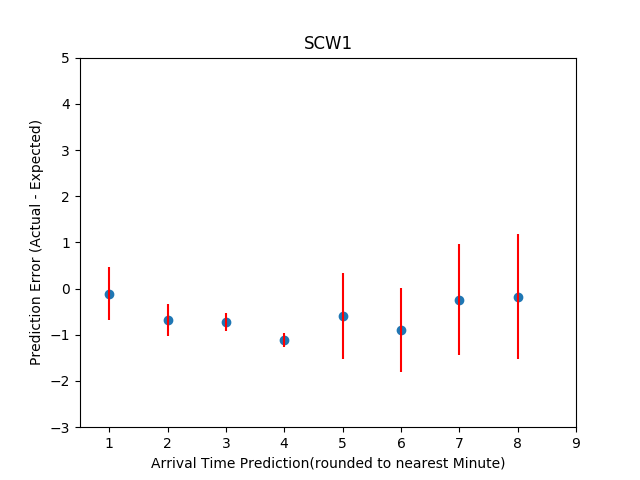 SCW1
5
4
3
2
1
0
−1
−2
−3
Prediction Error (Actual - Expected)
1 2 3 4 5 6 7 8 9
Arrival Time Prediction(rounded to nearest Minute)